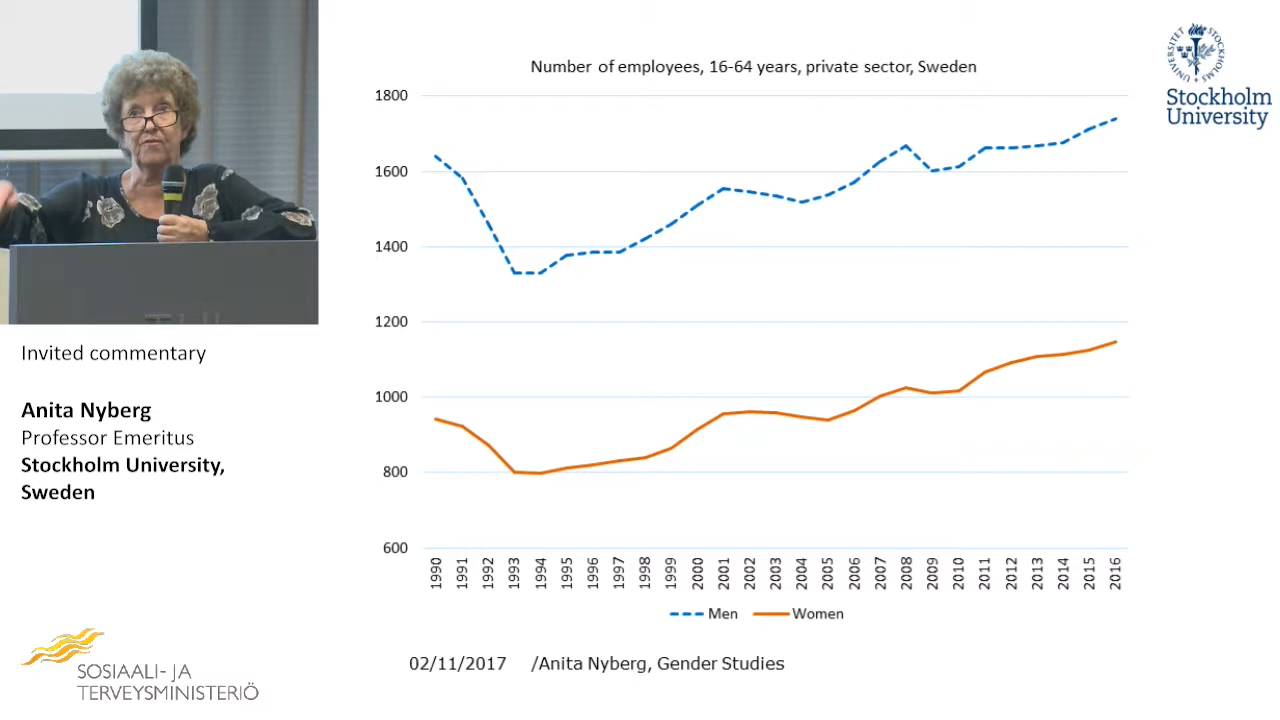 Number of employees, 16-64 years, private sector, Sweden
1800
1600
1400
1200
1000
800
600
1990
1991
1992
1993
1994
1995
1996
1997
1998
1999
2000
2001
2002
2003
2004
2005
2006
2007
2008
2009
2010
2011
2012
2013
2014
2015
2016
Men
Women
02/11/2017 /Anita Nyberg, Gender Studies
Stockholm
University
Invited commentary
Anita Nyberg
Professor Emeritus
Stockholm University,
Sweden
SOSIAALI- JA
TERVEYSMINISTERIÖ